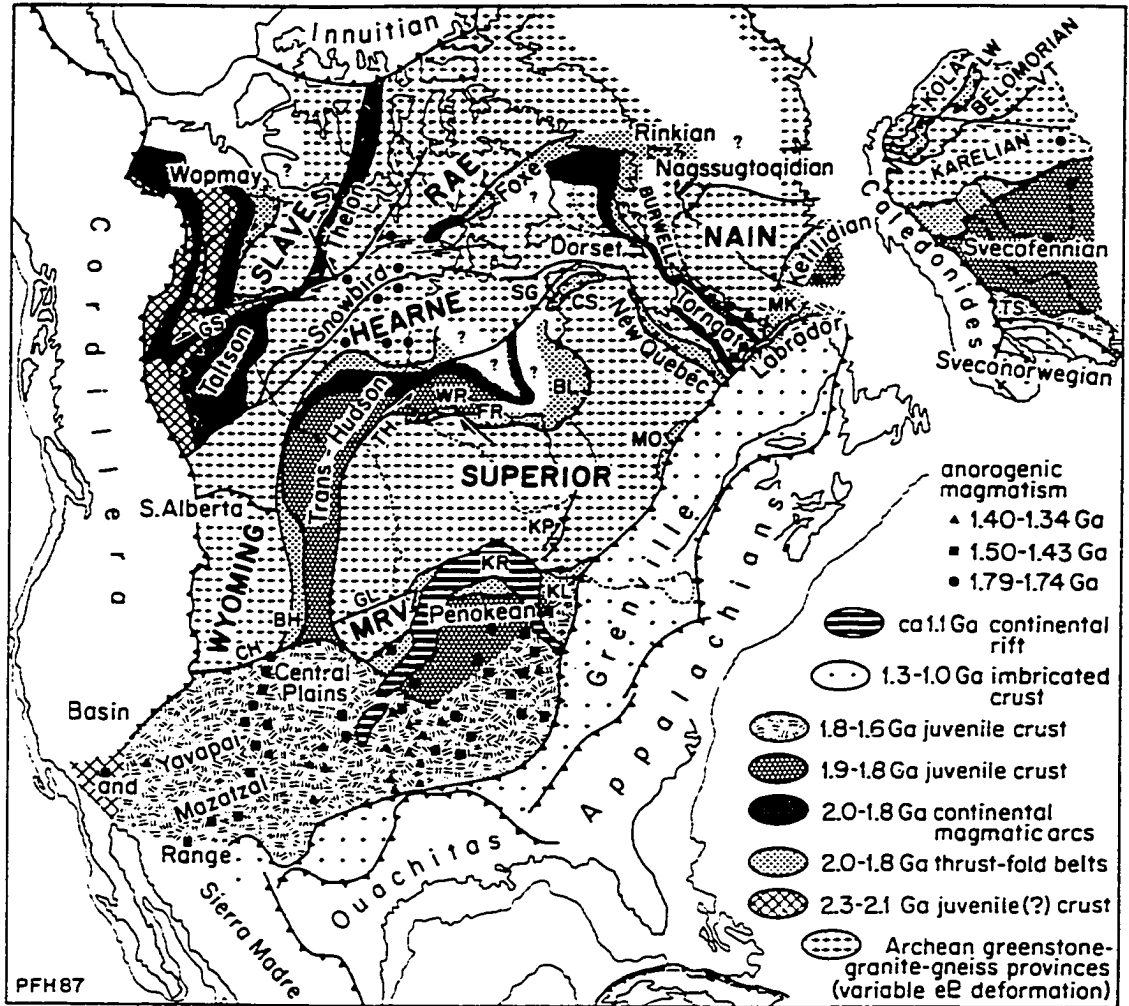 Innuitian
KOLA
LW
BELOMORIAN
VT
KARELIAN
Caledonides
Svecofennian
TS
Sveconorwegian
Rinkian
?
Nagssugtoqidian
Wopmay
?
SLAVE
Thelon
RAE
Foxe
?
BURWELL
NAIN
Ketilidian
Dorset
Cordillera
GS
Snowbird
HEARNE
SG
CS
MK
Taltson
New Quebec
Torngat
Labrador
?
?
?
BL
Trans-Hudson
WR
FR
TH
MO
SUPERIOR
S. Alberta
KP
WYOMING
KR
GL
KL
BH
MRV
Penokean
Grenville
Appalachians
CH
Central
Plains
Basin
and
Yavapai
Mazatzal
Range
Ouachitas
Sierra Madre
anorogenic
magmatism
1.40-1.34 Ga
1.50-1.43 Ga
1.79-1.74 Ga
ca 1.1 Ga continental
rift
1.3-1.0 Ga imbricated
crust
1.8-1.6 Ga juvenile crust
1.9-1.8 Ga juvenile crust
2.0-1.8 Ga continental
magmatic arcs
2.0-1.8 Ga thrust-fold belts
2.3-2.1 Ga juvenile(?) crust
Archean greenstone-
granite-gneiss provinces
(variable eP deformation)
PFH87